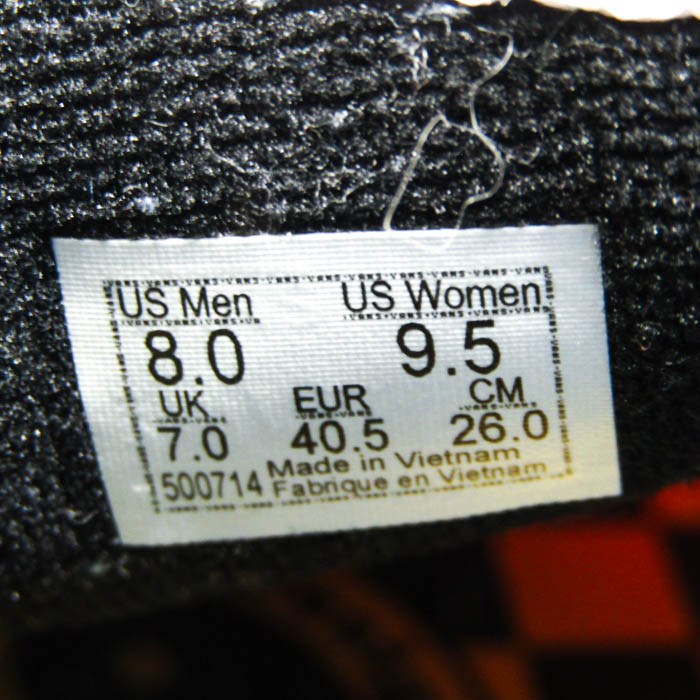 US Men US Women
8.0 9.5
UK EUR CM
7.0 40.5 26.0
500714 Made in Vietnam
Fabrique en Vietnam